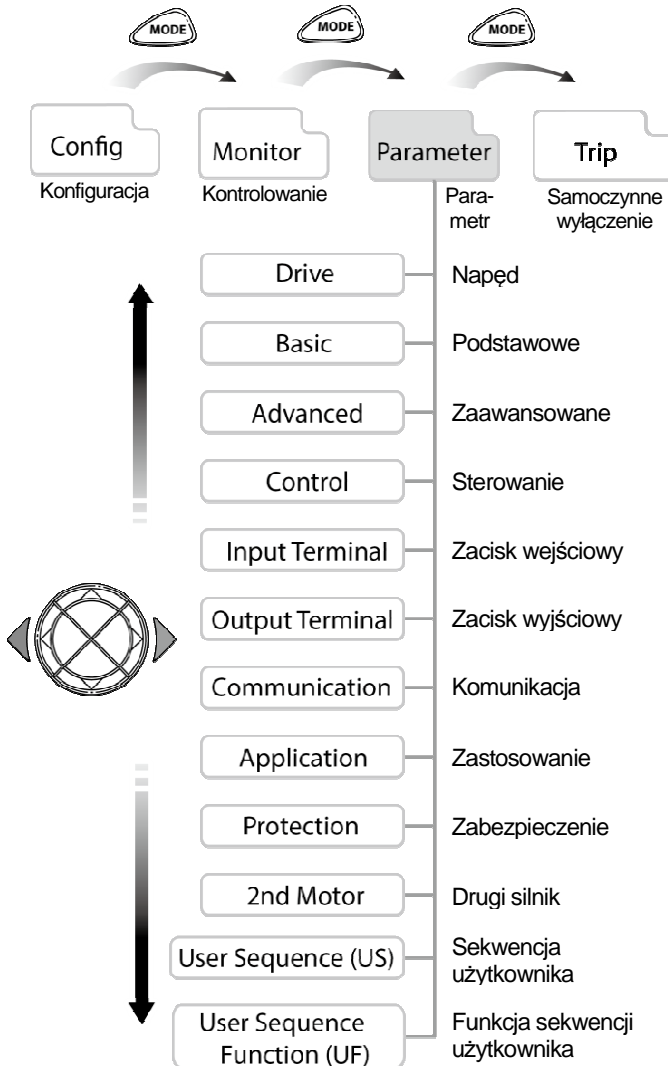 MODE MODE MODE
Config Monitor Parameter Trip
Konfiguracja Kontrolowanie Para- Samoczynne
metr wyłączenie
Drive Napęd
Basic Podstawowe
Advanced Zaawansowane
Control Sterowanie
Input Terminal Zacisk wejściowy
Output Terminal Zacisk wyjściowy
Communication Komunikacja
Application Zastosowanie
Protection Zabezpieczenie
2nd Motor Drugi silnik
User Sequence (US) Sekwencja
użytkownika
User Sequence Funkcja sekwencji
Function (UF) użytkownika